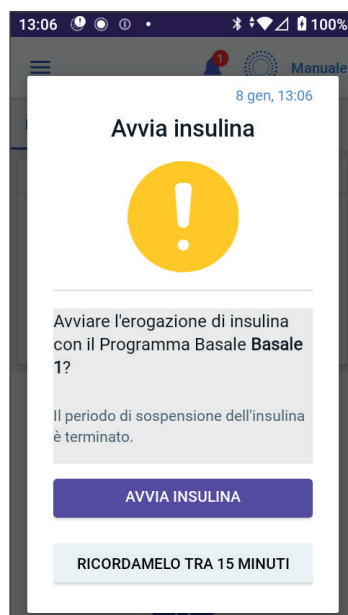 13:06 100%
1
Manuale
8 gen, 13:06
Avvia insulina
Avviare l'erogazione di insulina
con il Programma Basale Basale
1?
Il periodo di sospensione dell'insulina
è terminato.
AVVIA INSULINA
RICORDAMELO TRA 15 MINUTI